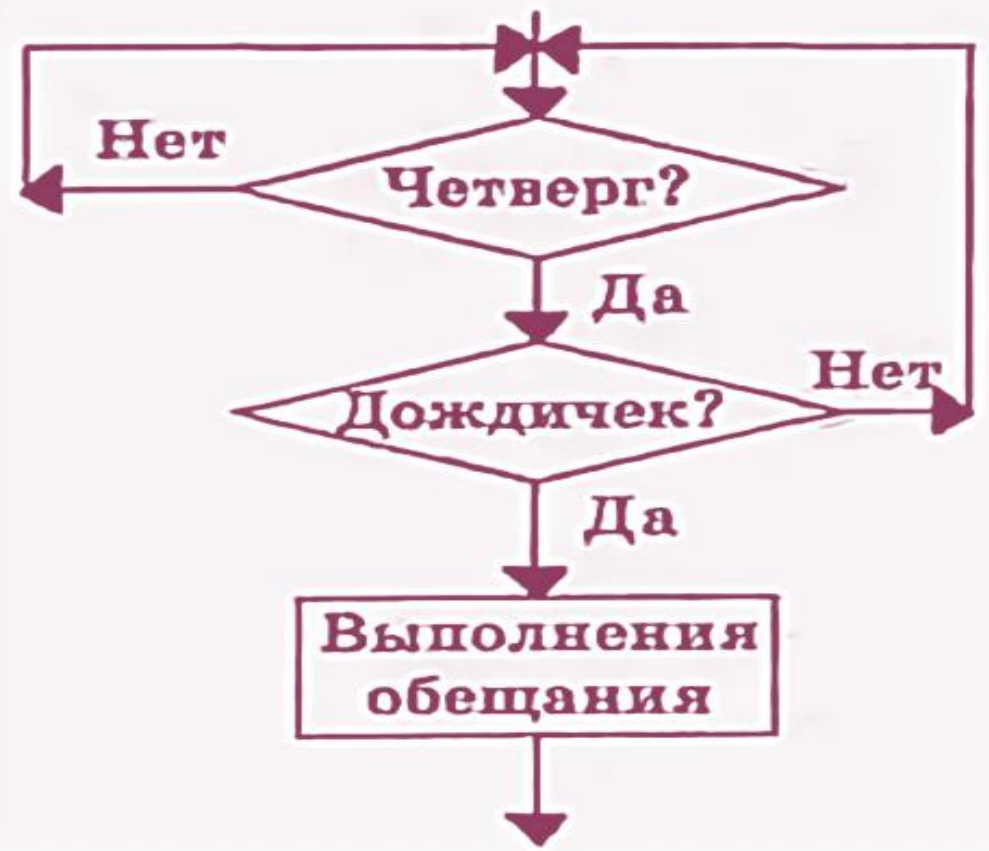 Нет
Четверг?
Да
Нет
Дождичек?
Да
Выполнения
обещания